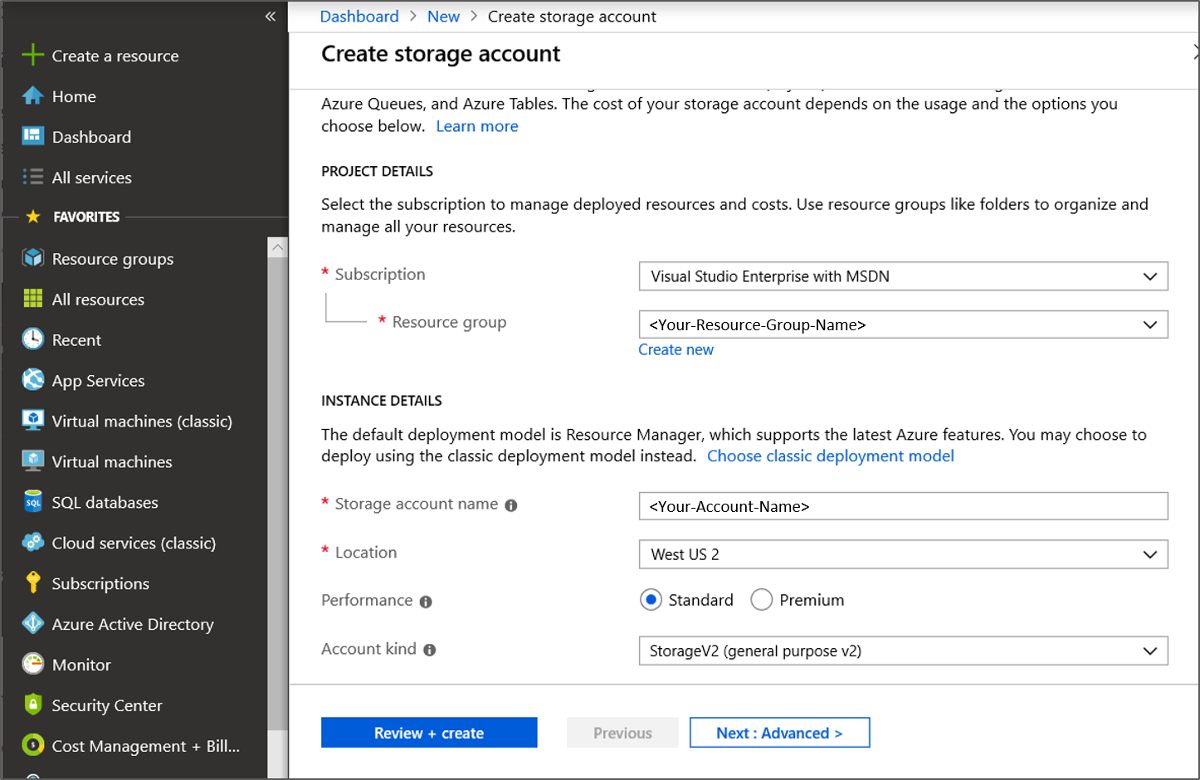 «
Create a resource
Home
Dashboard
All services
FAVORITES
Resource groups
All resources
Recent
App Services
Virtual machines (classic)
Virtual machines
SQL databases
Cloud services (classic)
Subscriptions
Azure Active Directory
Monitor
Security Center
Cost Management + Bill...
Dashboard > New > Create storage account
Create storage account
Azure Queues, and Azure Tables. The cost of your storage account depends on the usage and the options you
choose below. Learn more
PROJECT DETAILS
Select the subscription to manage deployed resources and costs. Use resource groups like folders to organize and
manage all your resources.
* Subscription
Visual Studio Enterprise with MSDN
* Resource group
<Your-Resource-Group-Name>
Create new
INSTANCE DETAILS
The default deployment model is Resource Manager, which supports the latest Azure features. You may choose to
deploy using the classic deployment model instead. Choose classic deployment model
* Storage account name
<Your-Account-Name>
* Location
West US 2
Performance
Standard Premium
Account kind
StorageV2 (general purpose v2)
Review + create
Previous
Next : Advanced >